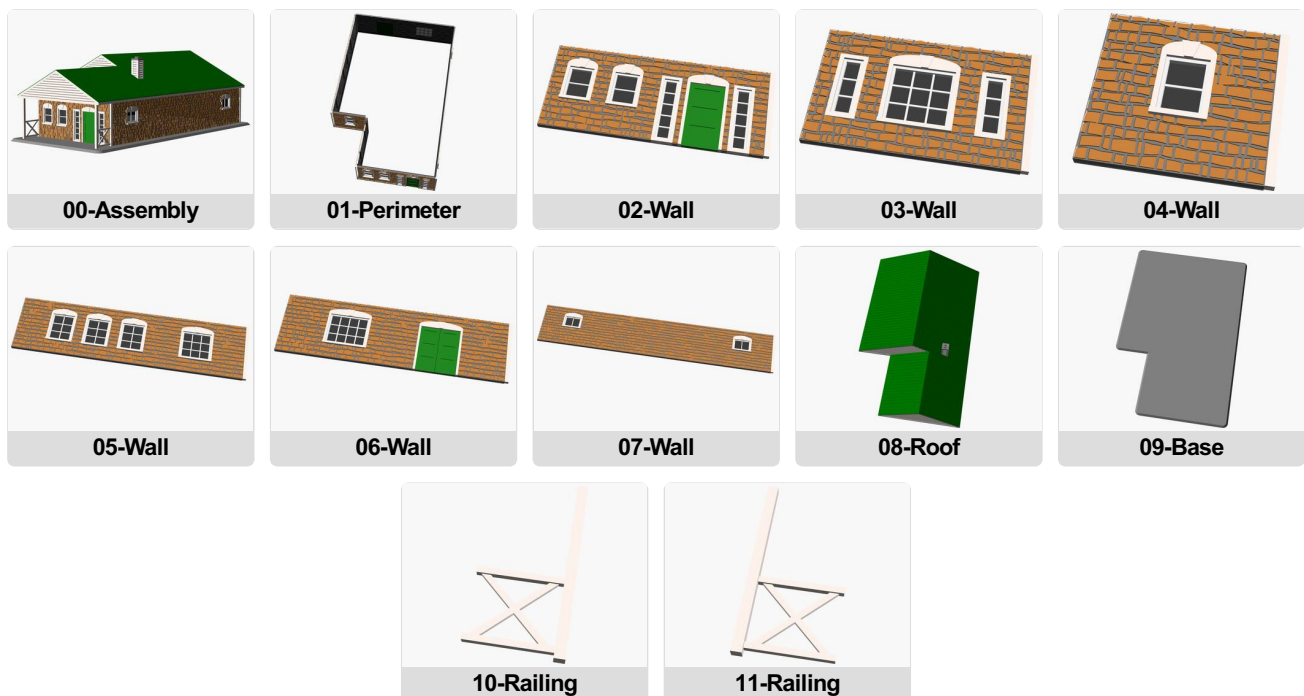 00-Assembly
01-Perimeter
02-Wall
03-Wall
04-Wall
05-Wall
06-Wall
07-Wall
08-Roof
09-Base
10-Railing
11-Railing